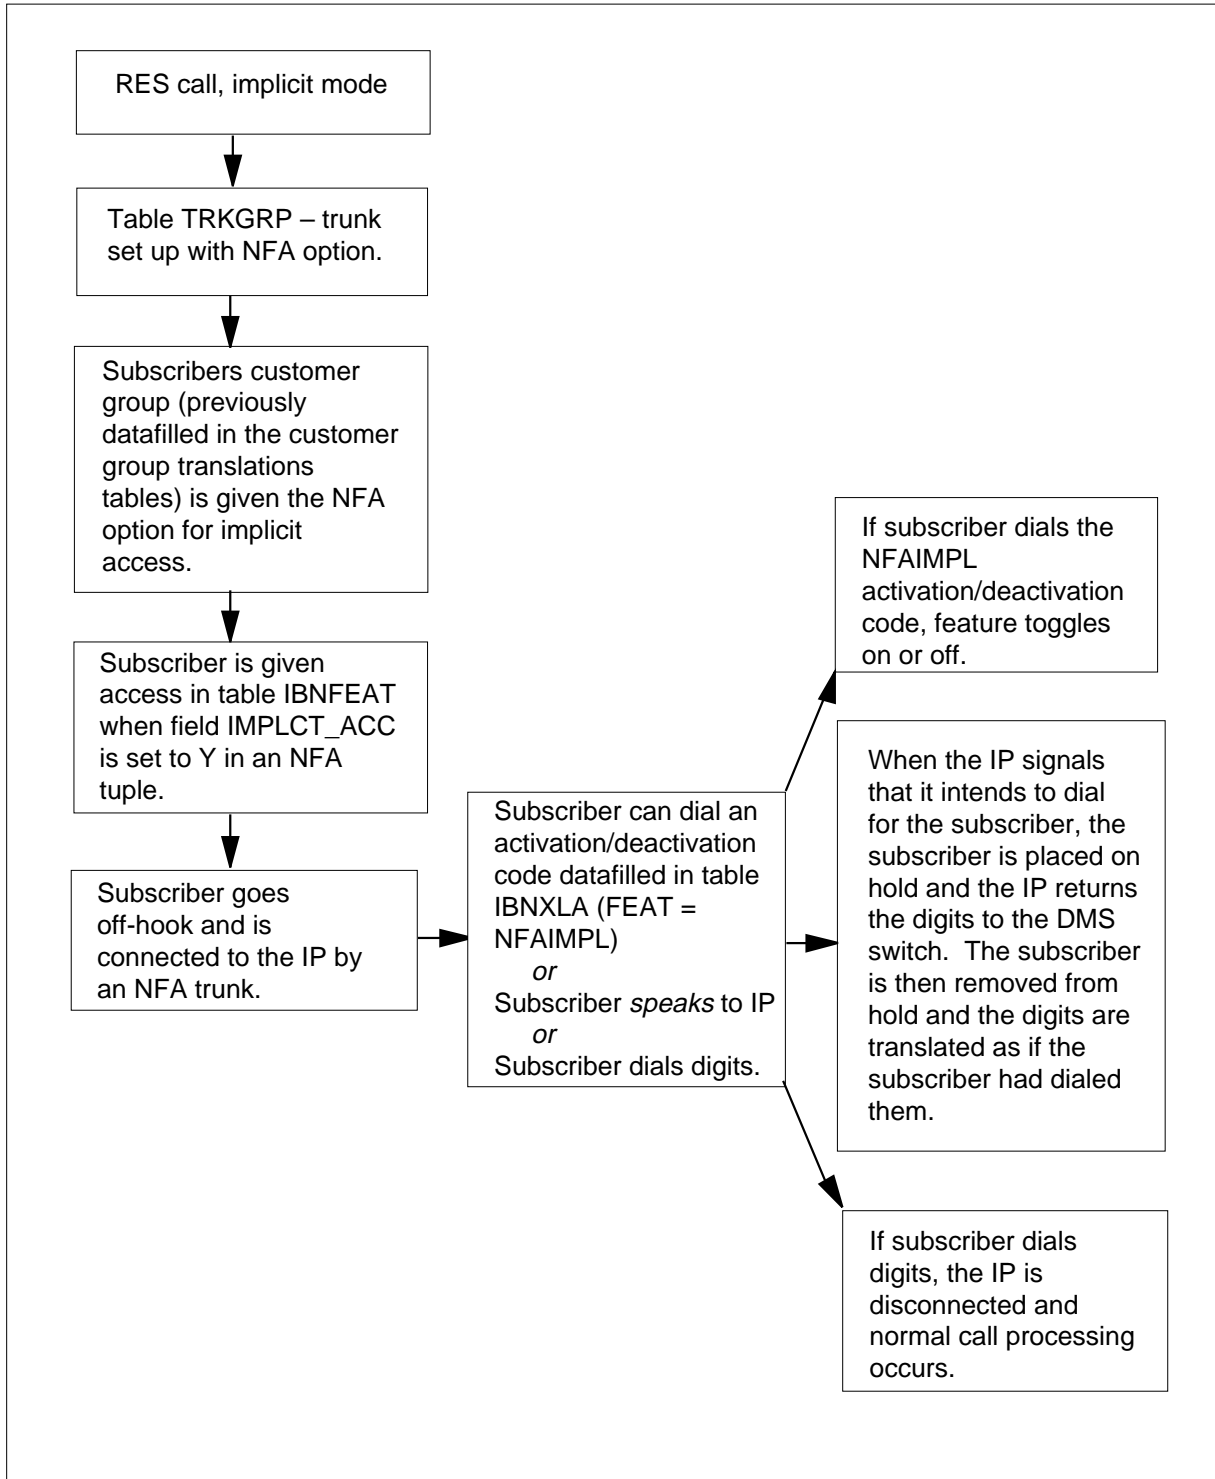 RES call, implicit mode
Table TRKGRP – trunk
set up with NFA option.
Subscribers customer
group (previously
datafilled in the customer
group translations
tables) is given the NFA
option for implicit
access.
Subscriber is given
access in table IBNFEAT
when field IMPLCT_ACC
is set to Y in an NFA
tuple.
Subscriber goes
off-hook and is
connected to the IP by
an NFA trunk.
Subscriber can dial an
activation/deactivation
code datafilled in table
IBNXLA (FEAT =
NFAIMPL)
or
Subscriber speaks to IP
or
Subscriber dials digits.
If subscriber dials the
NFAIMPL
activation/deactivation
code, feature toggles
on or off.
When the IP signals
that it intends to dial
for the subscriber, the
subscriber is placed on
hold and the IP returns
the digits to the DMS
switch.  The subscriber
is then removed from
hold and the digits are
translated as if the
subscriber had dialed
them.
If subscriber dials
digits, the IP is
disconnected and
normal call processing
occurs.